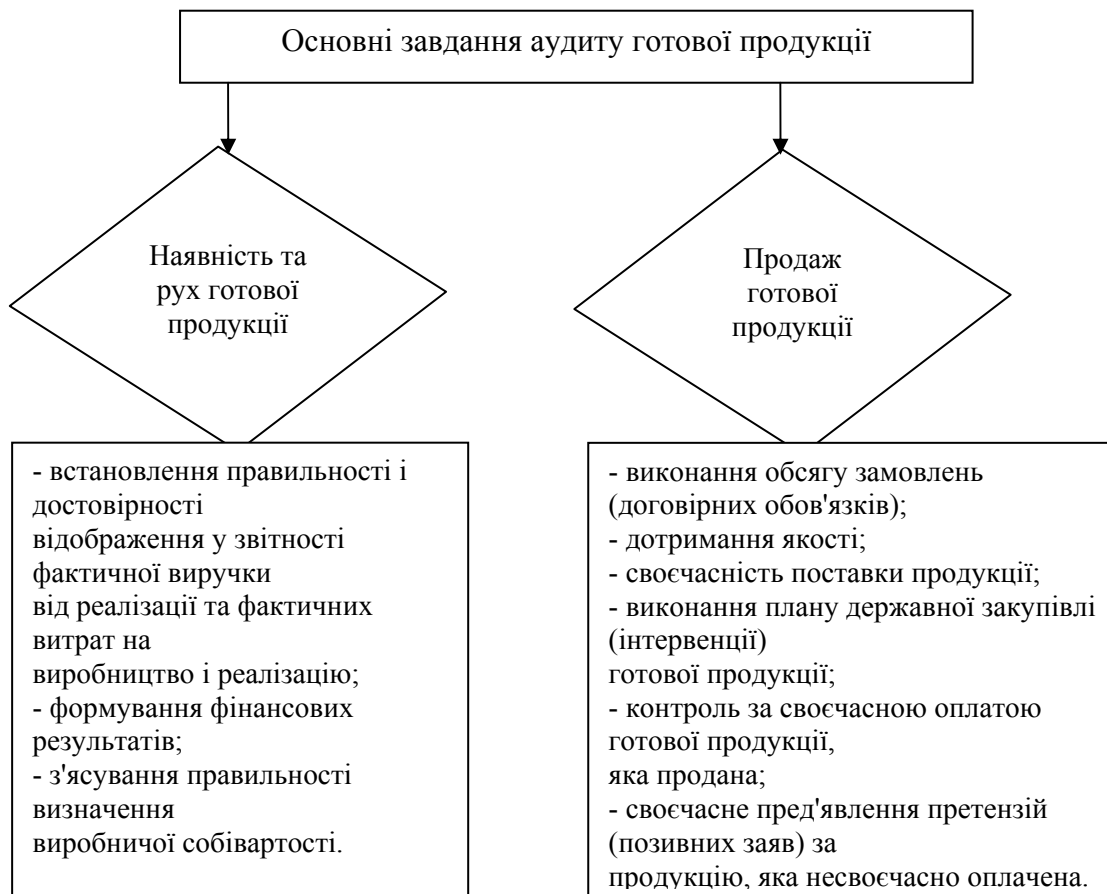 Основні завдання аудиту готової продукції
Наявність та
рух готової
продукції
Продаж
готової
продукції
- встановлення правильності і
достовірності
відображення у звітності
фактичної виручки
від реалізації та фактичних
витрат на
виробництво і реалізацію;
- формування фінансових
результатів;
- з'ясування правильності
визначення
виробничої собівартості.
- виконання обсягу замовлень
(договірних обов'язків);
- дотримання якості;
- своєчасність поставки продукції;
- виконання плану державної закупівлі
(інтервенції)
готової продукції;
- контроль за своєчасною оплатою
готової продукції,
яка продана;
- своєчасне пред'явлення претензій
(позивних заяв) за
продукцію, яка несвоєчасно оплачена.